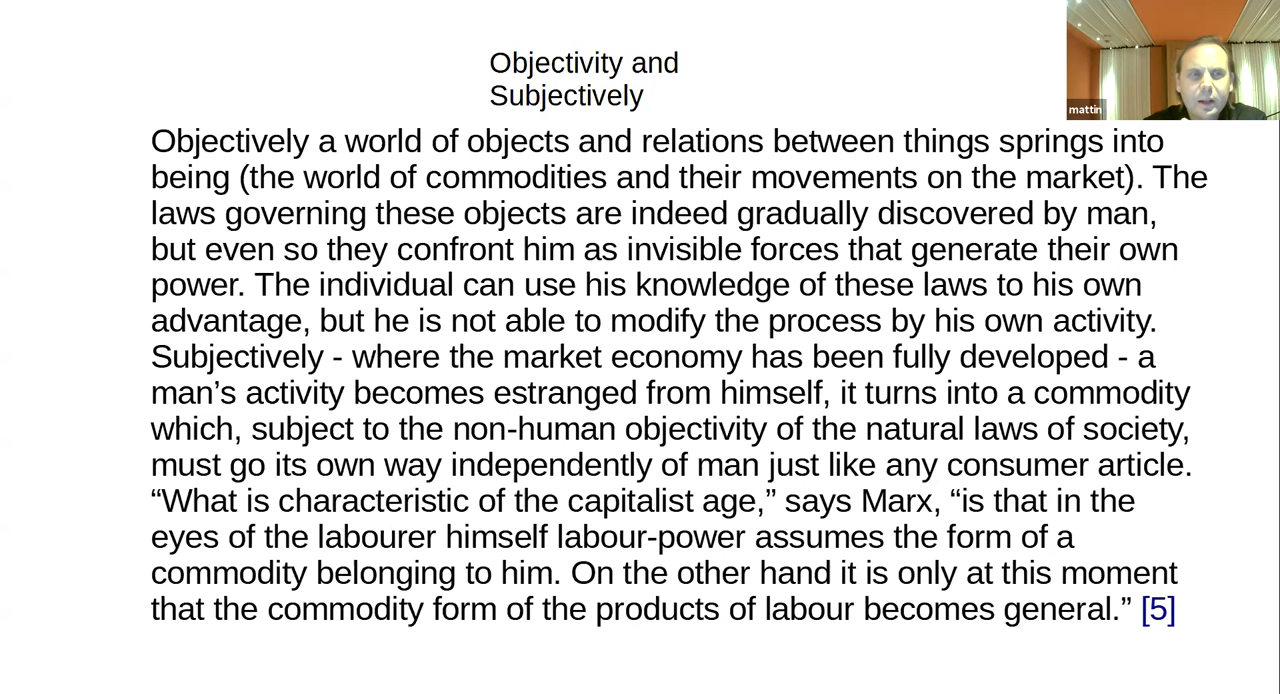 Objectivity and
Subjectively
mattin
Objectively a world of objects and relations between things springs into
being (the world of commodities and their movements on the market). The
laws governing these objects are indeed gradually discovered by man,
but even so they confront him as invisible forces that generate their own
power. The individual can use his knowledge of these laws to his own
advantage, but he is not able to modify the process by his own activity.
Subjectively - where the market economy has been fully developed - a
man’s activity becomes estranged from himself, it turns into a commodity
which, subject to the non-human objectivity of the natural laws of society,
must go its own way independently of man just like any consumer article.
“What is characteristic of the capitalist age,” says Marx, “is that in the
eyes of the labourer himself labour-power assumes the form of a
commodity belonging to him. On the other hand it is only at this moment
that the commodity form of the products of labour becomes general.” [5]